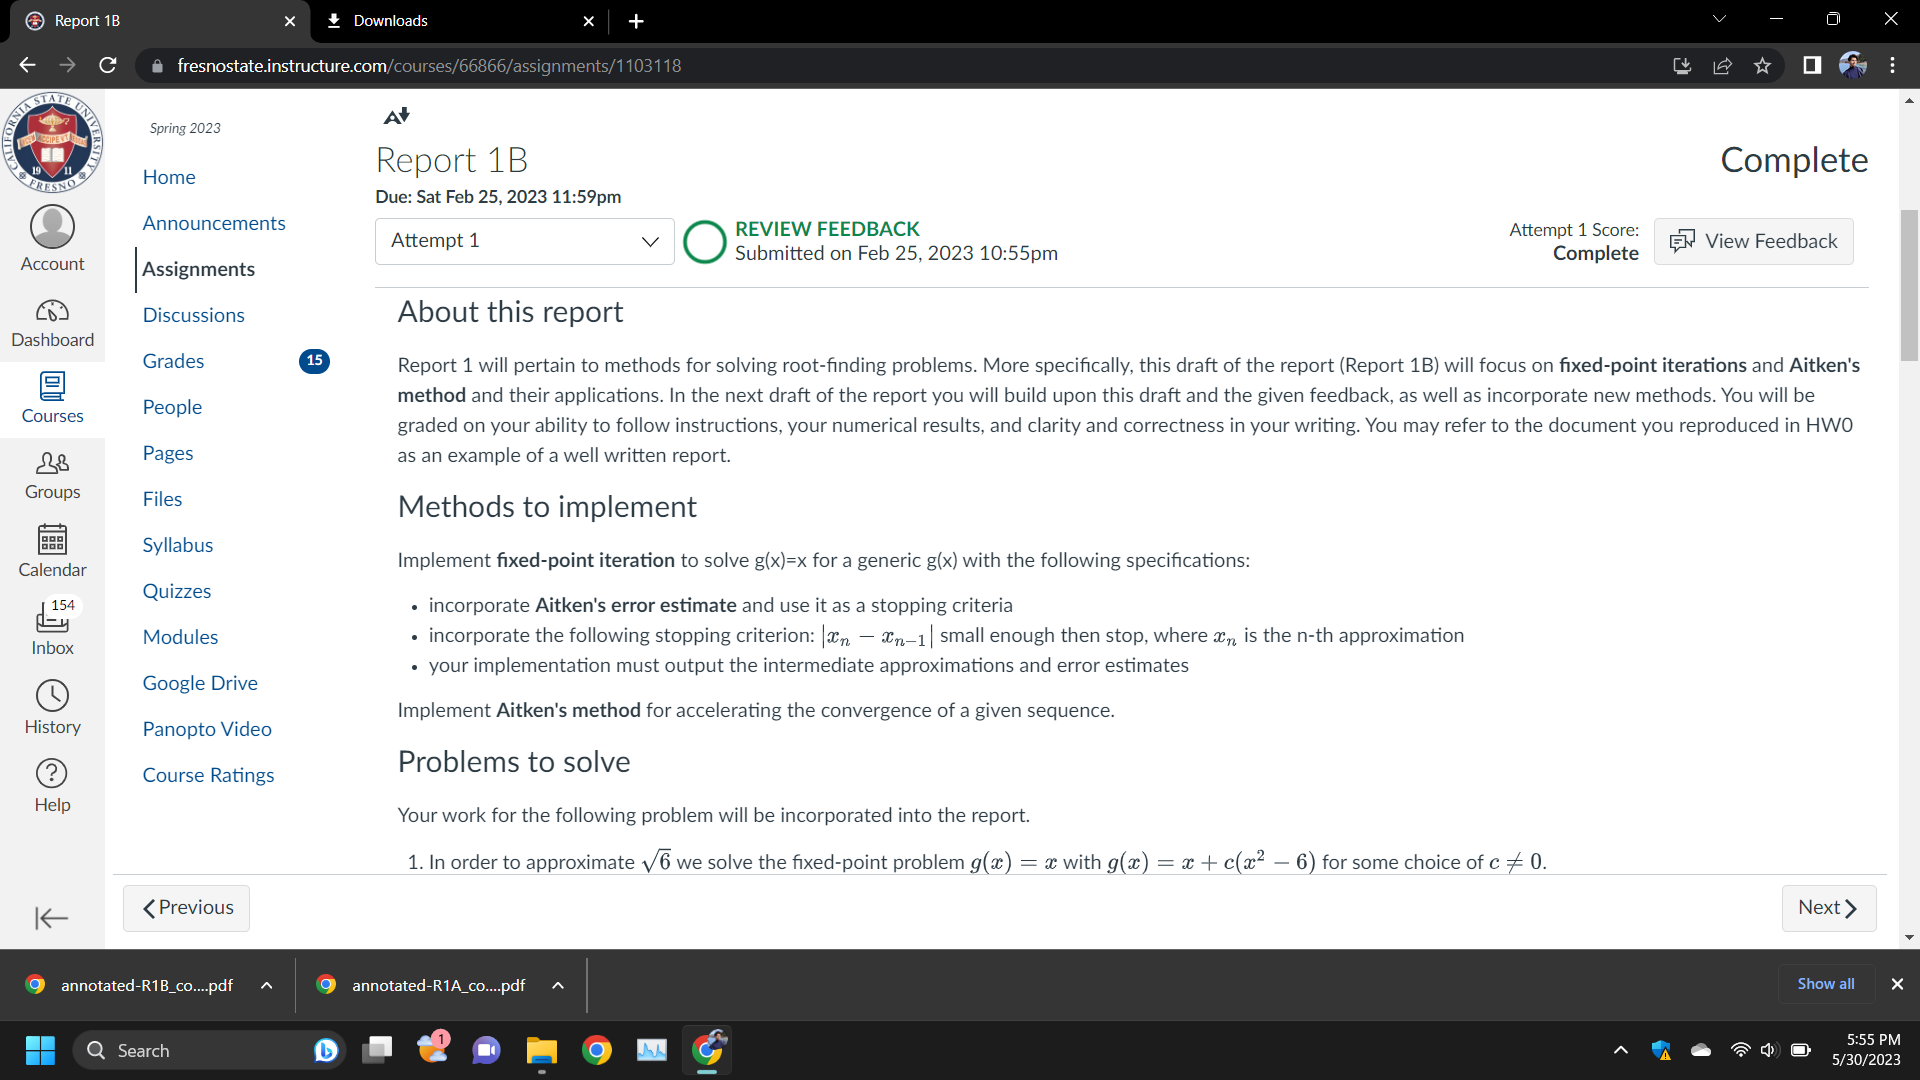 Report 1B
Downloads
fresnostate.instructure.com/courses/66866/assignments/1103118
CALIFORNIA STATE UNIVERSITY
19 11
FRESNO
Account
Dashboard
Courses
Groups
Calendar
154
Inbox
History
Help
Spring 2023
Home
Announcements
Assignments
Discussions
Grades 15
People
Pages
Files
Syllabus
Quizzes
Modules
Google Drive
Panopto Video
Course Ratings
Report 1B
Complete
Due: Sat Feb 25, 2023 11:59pm
Attempt 1
REVIEW FEEDBACK
Submitted on Feb 25, 2023 10:55pm
Attempt 1 Score:
Complete
View Feedback
About this report
Report 1 will pertain to methods for solving root-finding problems. More specifically, this draft of the report (Report 1B) will focus on fixed-point iterations and Aitken's
method and their applications. In the next draft of the report you will build upon this draft and the given feedback, as well as incorporate new methods. You will be
graded on your ability to follow instructions, your numerical results, and clarity and correctness in your writing. You may refer to the document you reproduced in HW0
as an example of a well written report.
Methods to implement
Implement fixed-point iteration to solve g(x)=x for a generic g(x) with the following specifications:
• incorporate Aitken's error estimate and use it as a stopping criteria
• incorporate the following stopping criterion: |xₙ − xₙ₋₁| small enough then stop, where xₙ is the n-th approximation
• your implementation must output the intermediate approximations and error estimates
Implement Aitken's method for accelerating the convergence of a given sequence.
Problems to solve
Your work for the following problem will be incorporated into the report.
1. In order to approximate √6 we solve the fixed-point problem g(x) = x with g(x) = x + c(x² − 6) for some choice of c ≠ 0.
Previous
Next
annotated-R1B_co....pdf
annotated-R1A_co....pdf
Show all
Search
1
5:55 PM
5/30/2023